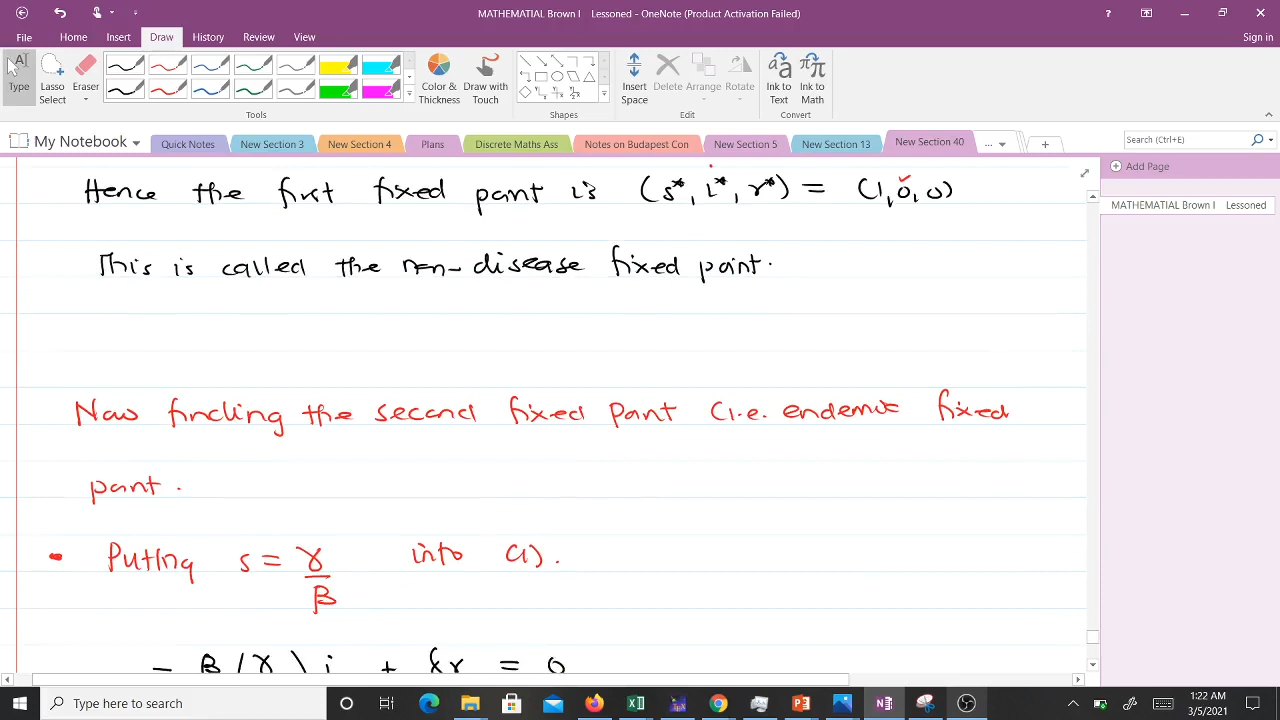 MATHEMATIAL Brown I    Lessoned - OneNote (Product Activation Failed)
File Home Insert Draw History Review View Sign in
Type Lasso Select Eraser Color & Thickness Draw with Touch Insert Space Delete Arrange Rotate Ink to Text Ink to Math
Tools Shapes Edit Convert
My Notebook Quick Notes New Section 3 New Section 4 Plans Discrete Maths Ass Notes on Budapest Con New Section 5 New Section 13 New Section 40 ... + Search (Ctrl+E)
Add Page
MATHEMATIAL Brown I    Lessoned
Hence the first fixed point is (s*, i*, r*) = (1, 0, 0)
This is called the non-disease fixed point.
Now finding the second fixed point (i.e. endemic fixed
point.
Putting s = γ/β into (1).
- β(γ) i + kr = 0
Type here to search
1:22 AM
3/5/2021